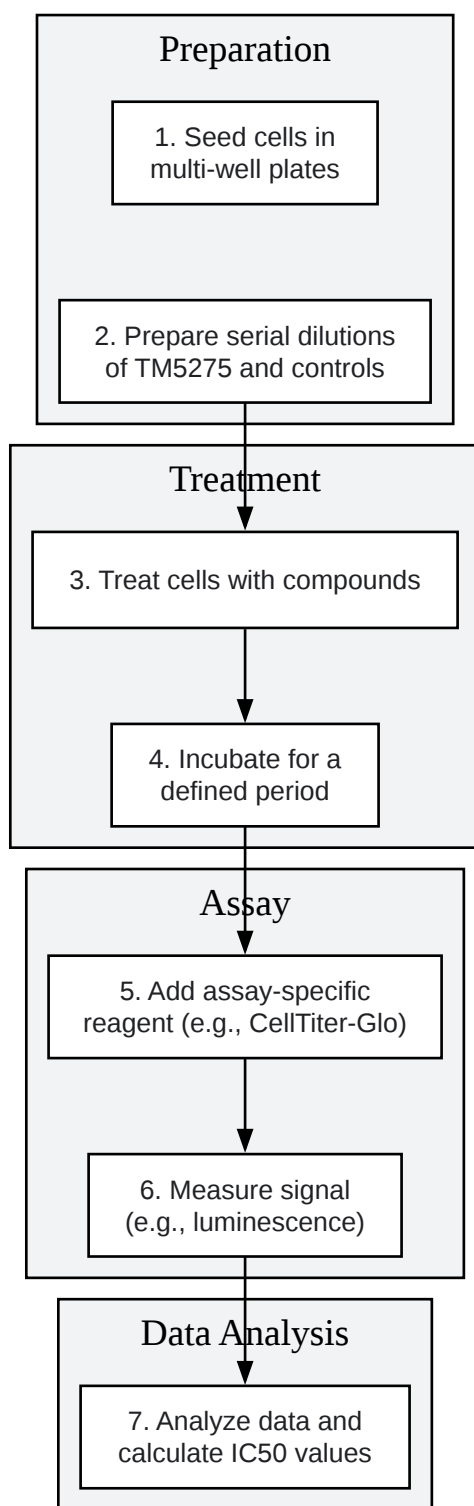 Preparation
1. Seed cells in
multi-well plates
2. Prepare serial dilutions
of TM5275 and controls
Treatment
3. Treat cells with compounds
4. Incubate for a
defined period
Assay
5. Add assay-specific
reagent (e.g., CellTiter-Glo)
6. Measure signal
(e.g., luminescence)
Data Analysis
7. Analyze data and
calculate IC50 values